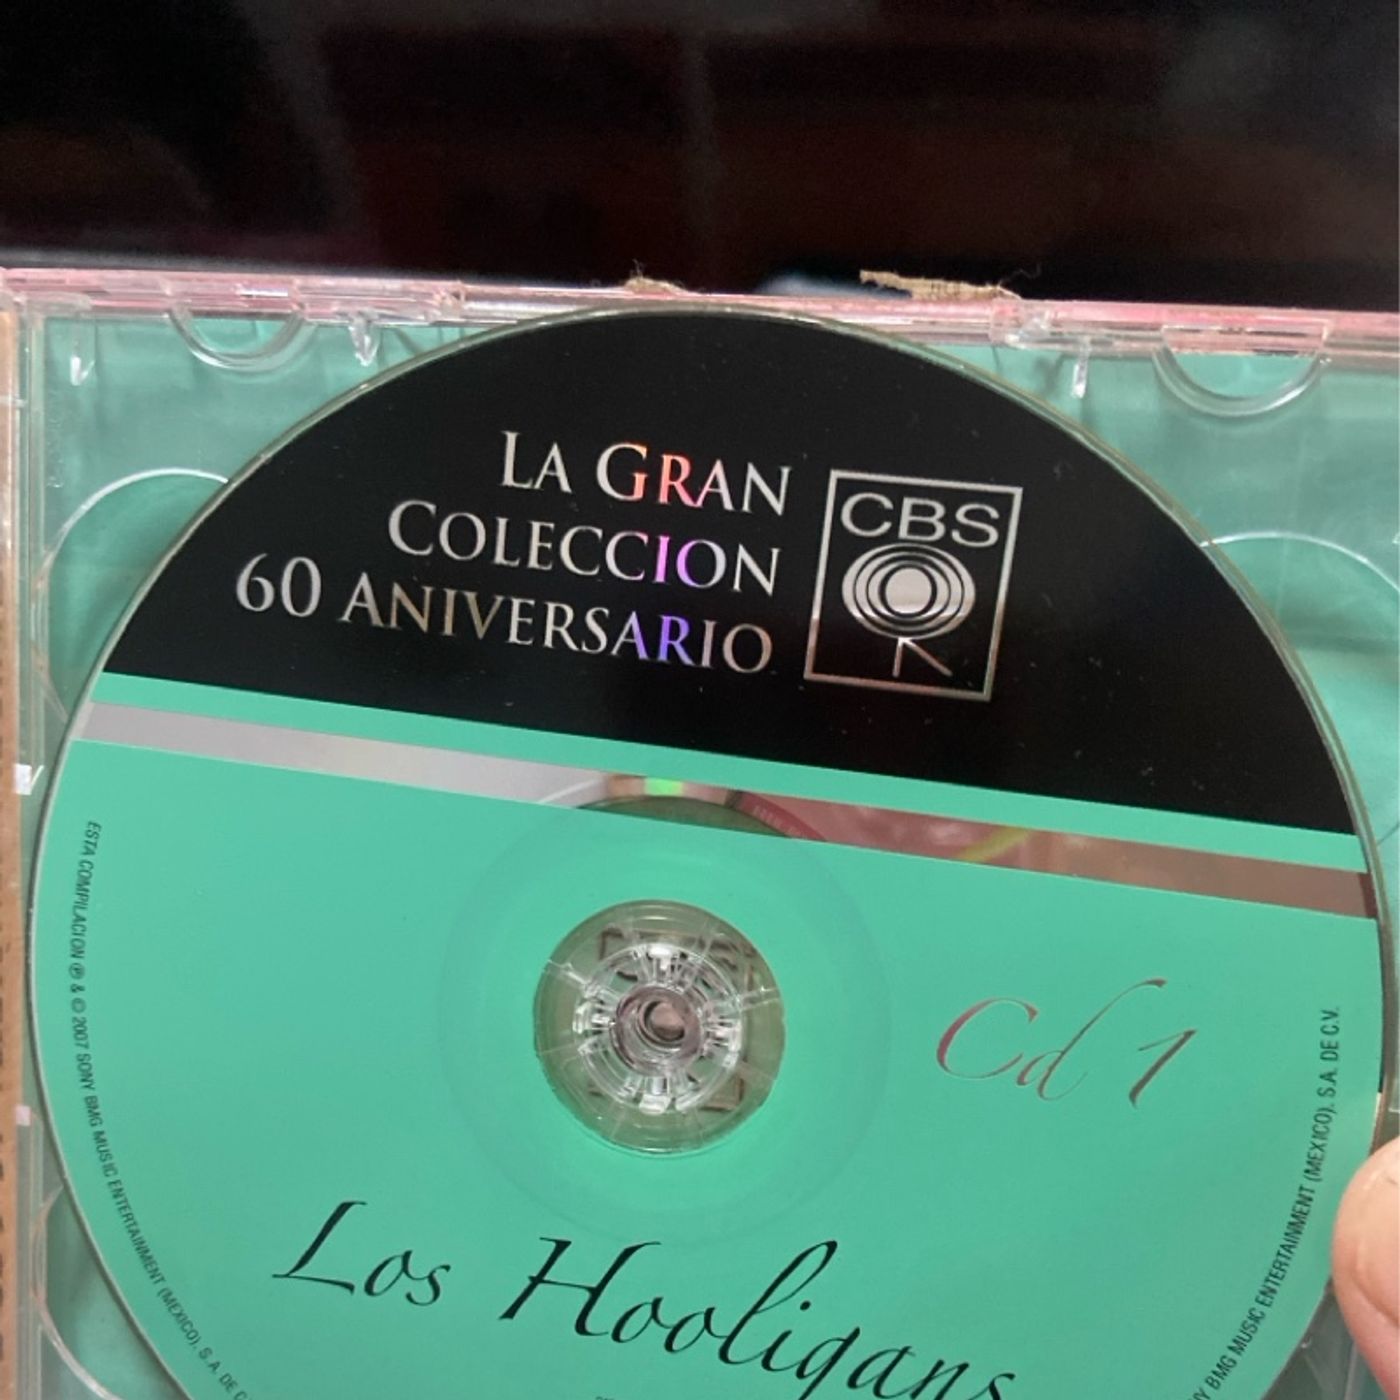 LA GRAN
COLECCION
60 ANIVERSARIO
CBS
Cd 1
Los Hooligans
ESTA COMPILACION ℗ & © 2007 SONY BMG MUSIC ENTERTAINMENT (MEXICO), S.A. DE C.
SONY BMG MUSIC ENTERTAINMENT (MEXICO). S.A. DE C.V.